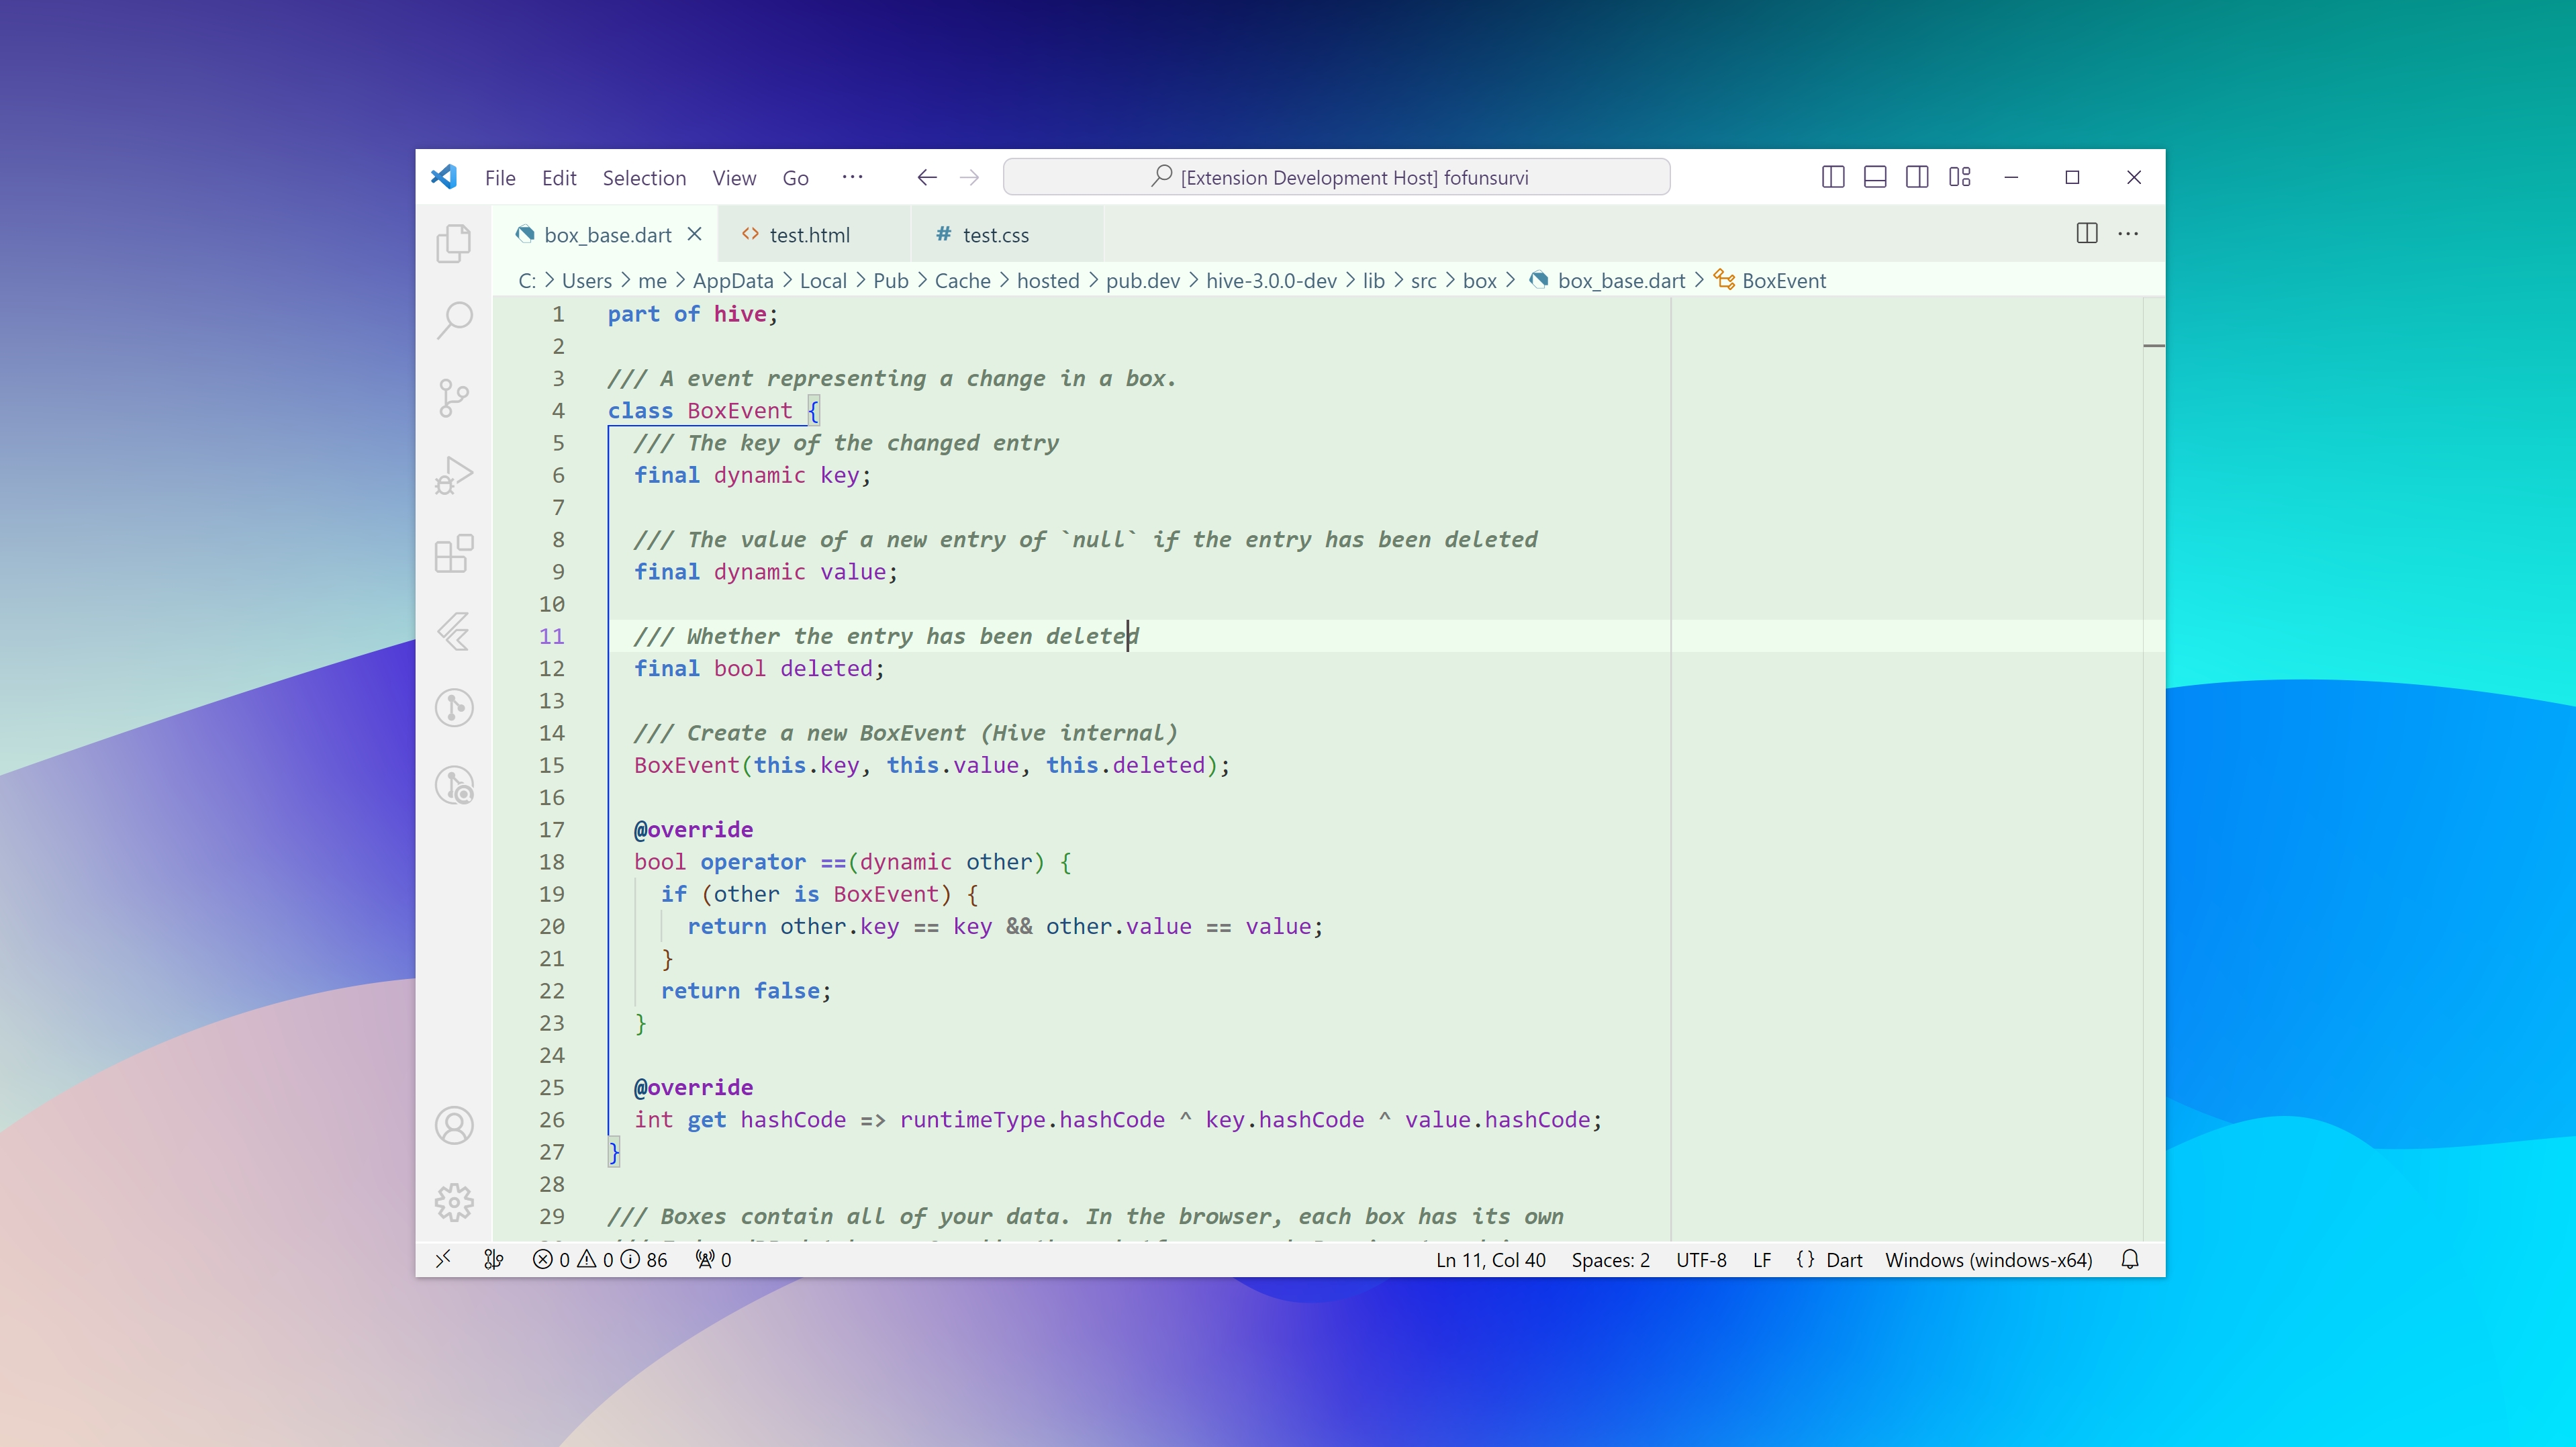 File Edit Selection View Go ··· [Extension Development Host] fofunsurvi
box_base.dart test.html test.css
C: > Users > me > AppData > Local > Pub > Cache > hosted > pub.dev > hive-3.0.0-dev > lib > src > box > box_base.dart > BoxEvent
1 part of hive;
2
3 /// A event representing a change in a box.
4 class BoxEvent {
5 /// The key of the changed entry
6 final dynamic key;
7
8 /// The value of a new entry of `null` if the entry has been deleted
9 final dynamic value;
10
11 /// Whether the entry has been deleted
12 final bool deleted;
13
14 /// Create a new BoxEvent (Hive internal)
15 BoxEvent(this.key, this.value, this.deleted);
16
17 @override
18 bool operator ==(dynamic other) {
19 if (other is BoxEvent) {
20 return other.key == key && other.value == value;
21 }
22 return false;
23 }
24
25 @override
26 int get hashCode => runtimeType.hashCode ^ key.hashCode ^ value.hashCode;
27 }
28
29 /// Boxes contain all of your data. In the browser, each box has its own
0 0 86 0 Ln 11, Col 40 Spaces: 2 UTF-8 LF {} Dart Windows (windows-x64)